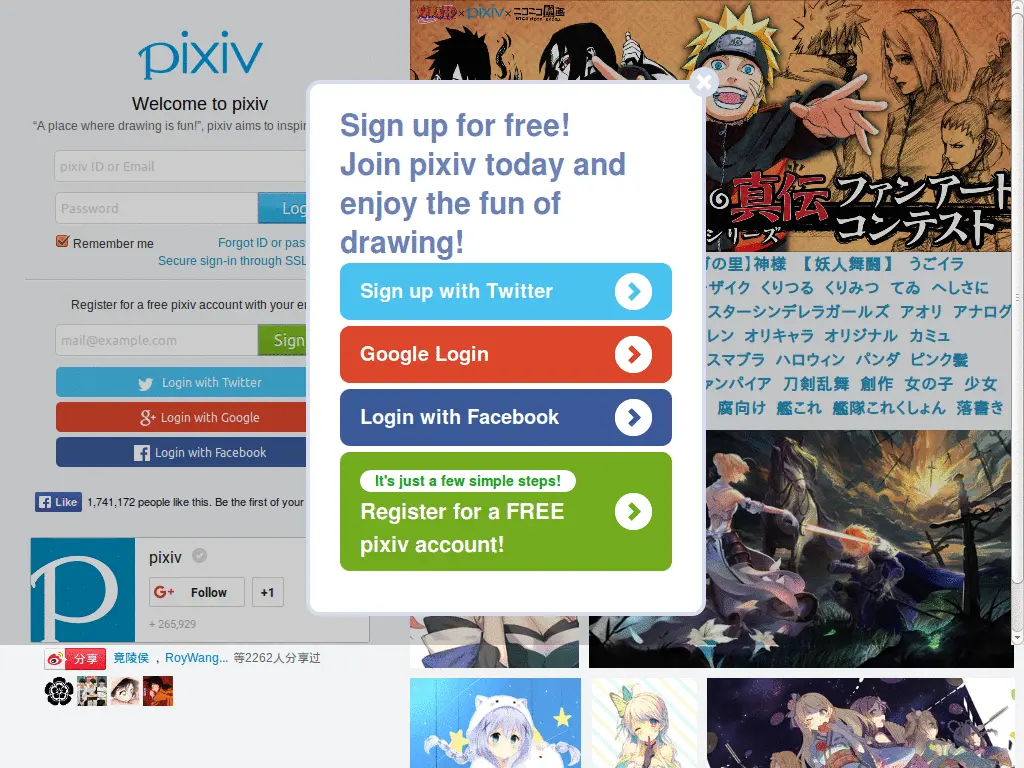 pixiv
Welcome to pixiv
“A place where drawing is fun!”, pixiv aims to inspir
pixiv ID or Email
Password
Log
Remember me
Forgot ID or pas
Secure sign-in through SSL
Register for a free pixiv account with your em
mail@example.com
Sign
Login with Twitter
Login with Google
Login with Facebook
Like
1,741,172 people like this. Be the first of your
pixiv
Follow
+1
+ 265,929
分享
竟陵侯 , RoyWang... 等2262人分享过
Sign up for free!
Join pixiv today and
enjoy the fun of
drawing!
Sign up with Twitter
Google Login
Login with Facebook
It's just a few simple steps!
Register for a FREE
pixiv account!
×pixiv×ニコニコ静画
真伝 ファンアート
シリーズ コンテスト
の里】神様 【妖人舞闘】 うごイラ
ザイク くりつる くりみつ てゐ へしさに
スターシンデレラガールズ アオリ アナログ
レン オリキャラ オリジナル カミュ
スマブラ ハロウィン パンダ ピンク髪
ァンパイア 刀剣乱舞 創作 女の子 少女
腐向け 艦これ 艦隊これくしょん 落書き